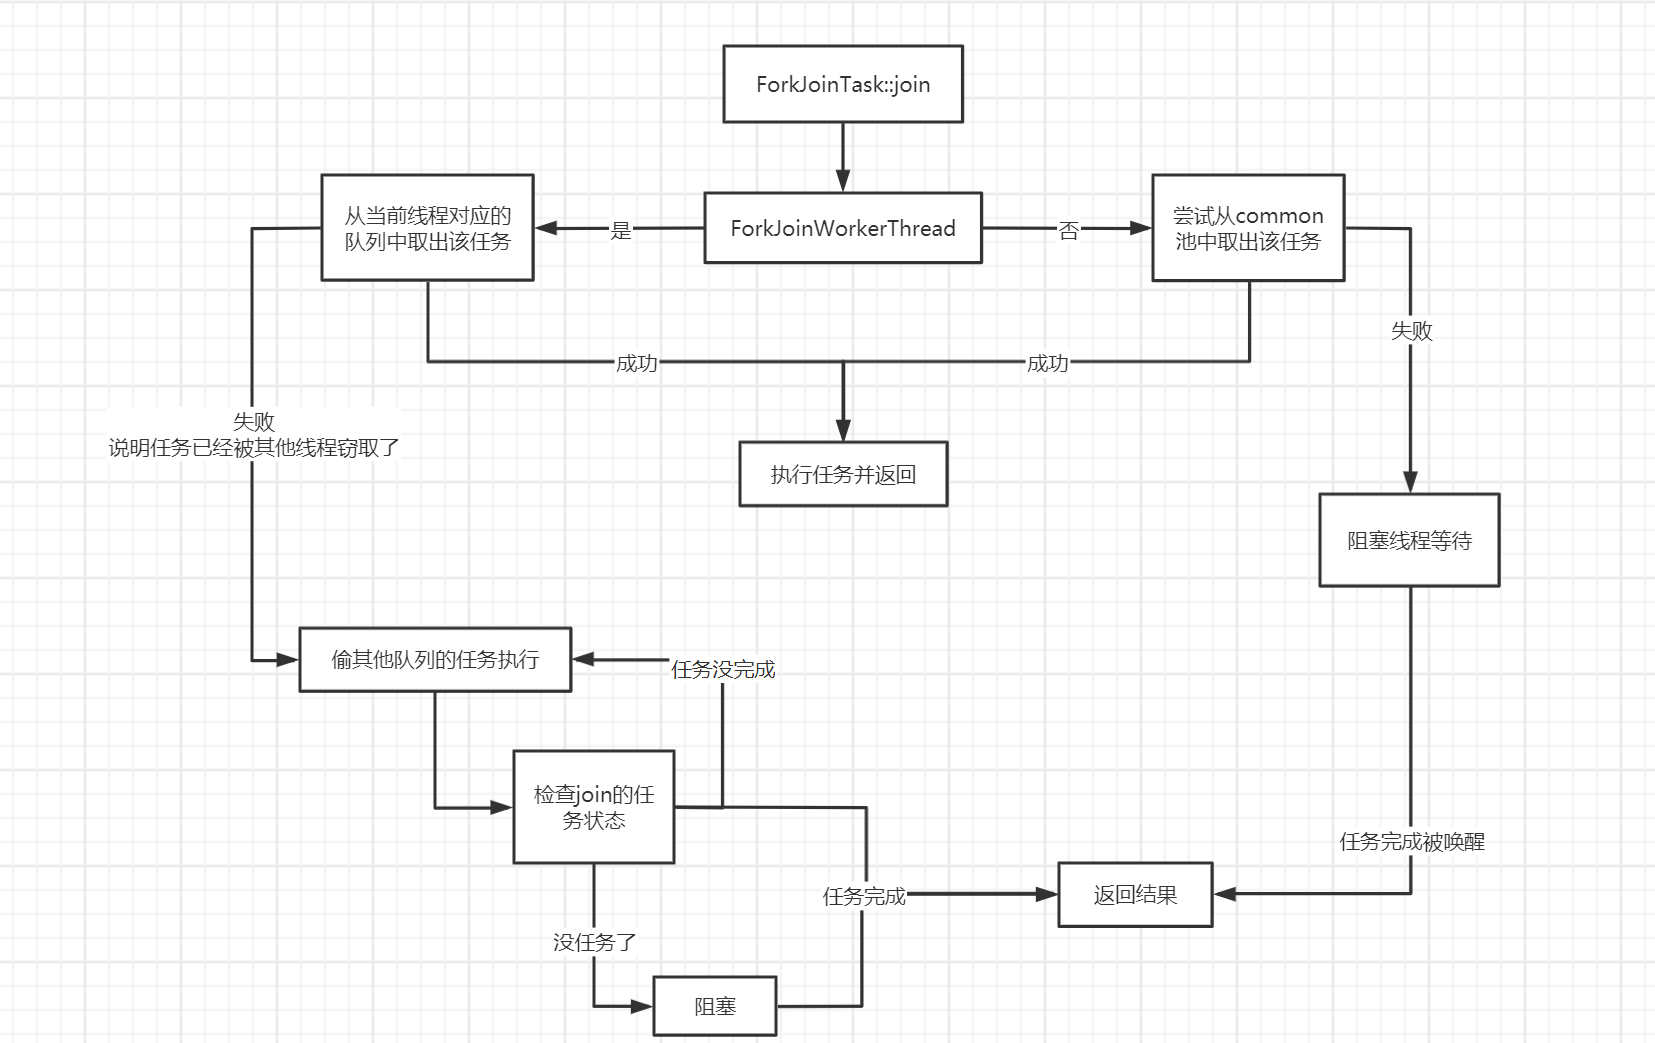 ForkJoinTask::join
从当前线程对应的
队列中取出该任务
是
ForkJoinWorkerThread
否
尝试从common
池中取出该任务
失败
成功
成功
失败
说明任务已经被其他线程窃取了
执行任务并返回
阻塞线程等待
偷其他队列的任务执行
任务没完成
检查join的任
务状态
任务完成被唤醒
任务完成
返回结果
没任务了
阻塞